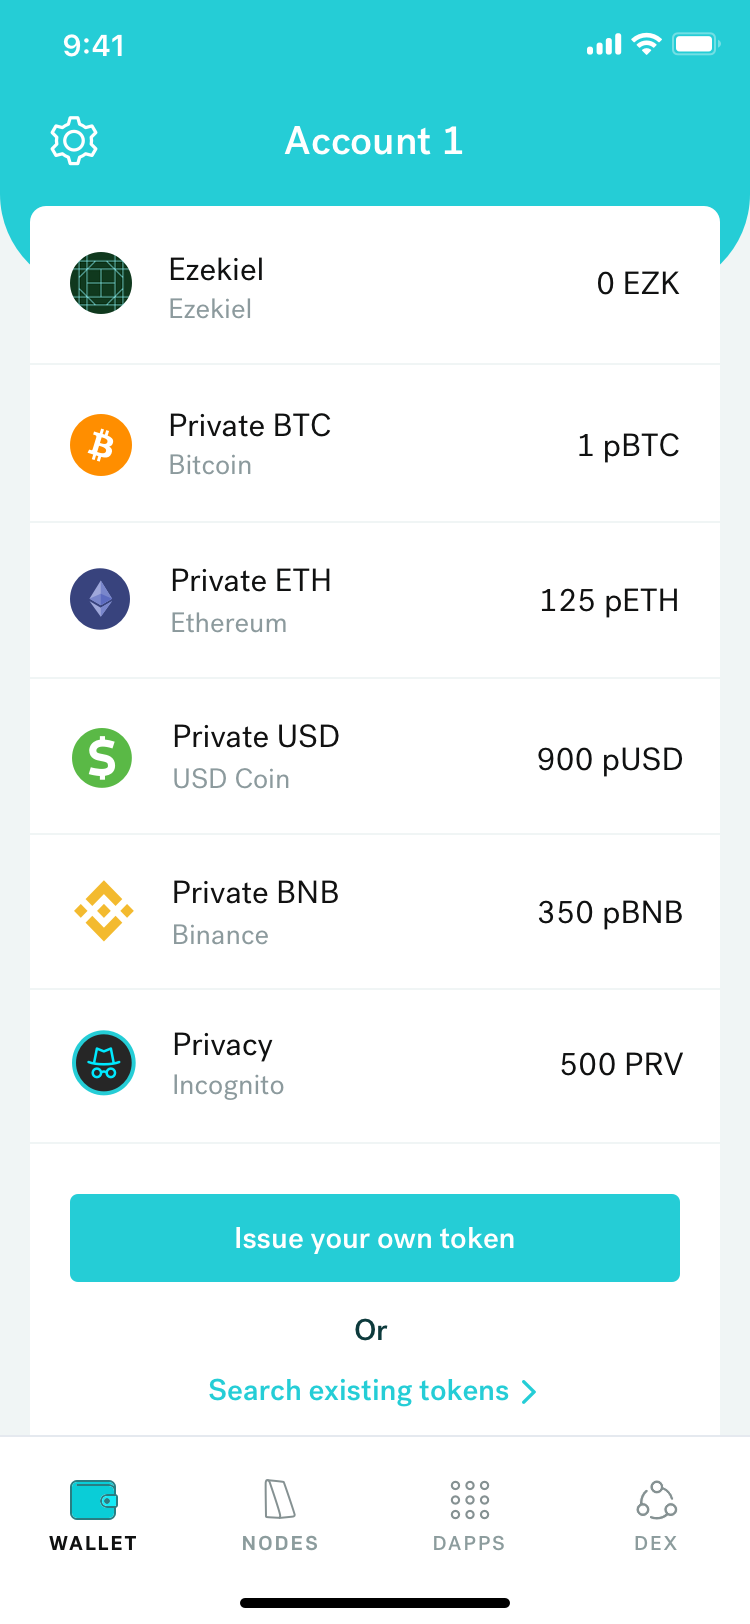 9:41
Account 1
Ezekiel
Ezekiel
0 EZK
Private BTC
Bitcoin
1 pBTC
Private ETH
Ethereum
125 pETH
Private USD
USD Coin
900 pUSD
Private BNB
Binance
350 pBNB
Privacy
Incognito
500 PRV
Issue your own token
Or
Search existing tokens
WALLET
NODES
DAPPS
DEX